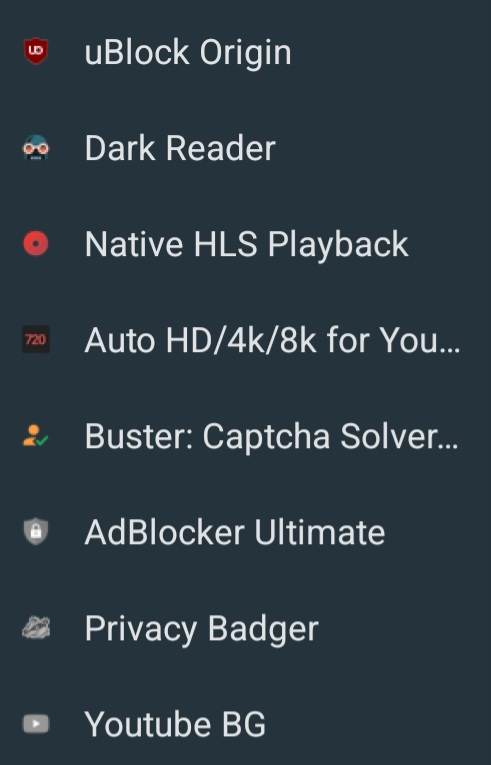 uBlock Origin
Dark Reader
Native HLS Playback
720
Auto HD/4k/8k for You...
Buster: Captcha Solver...
AdBlocker Ultimate
Privacy Badger
Youtube BG